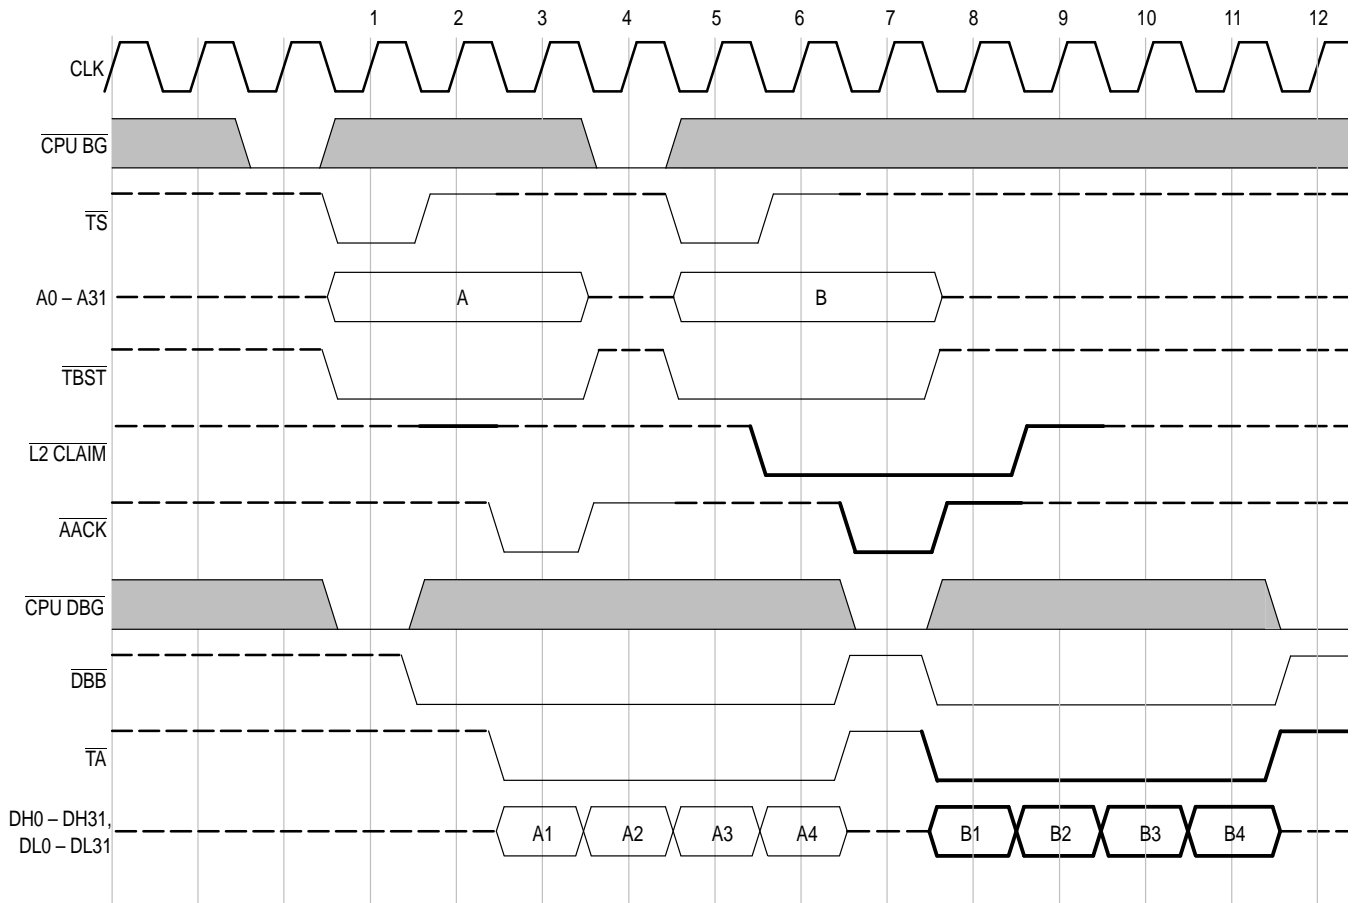 1 2 3 4 5 6 7 8 9 10 11 12
CLK
CPU BG
TS
A0 – A31
A
B
TBST
L2 CLAIM
AACK
CPU DBG
DBB
TA
DH0 – DH31,
DL0 – DL31
A1 A2 A3 A4 B1 B2 B3 B4